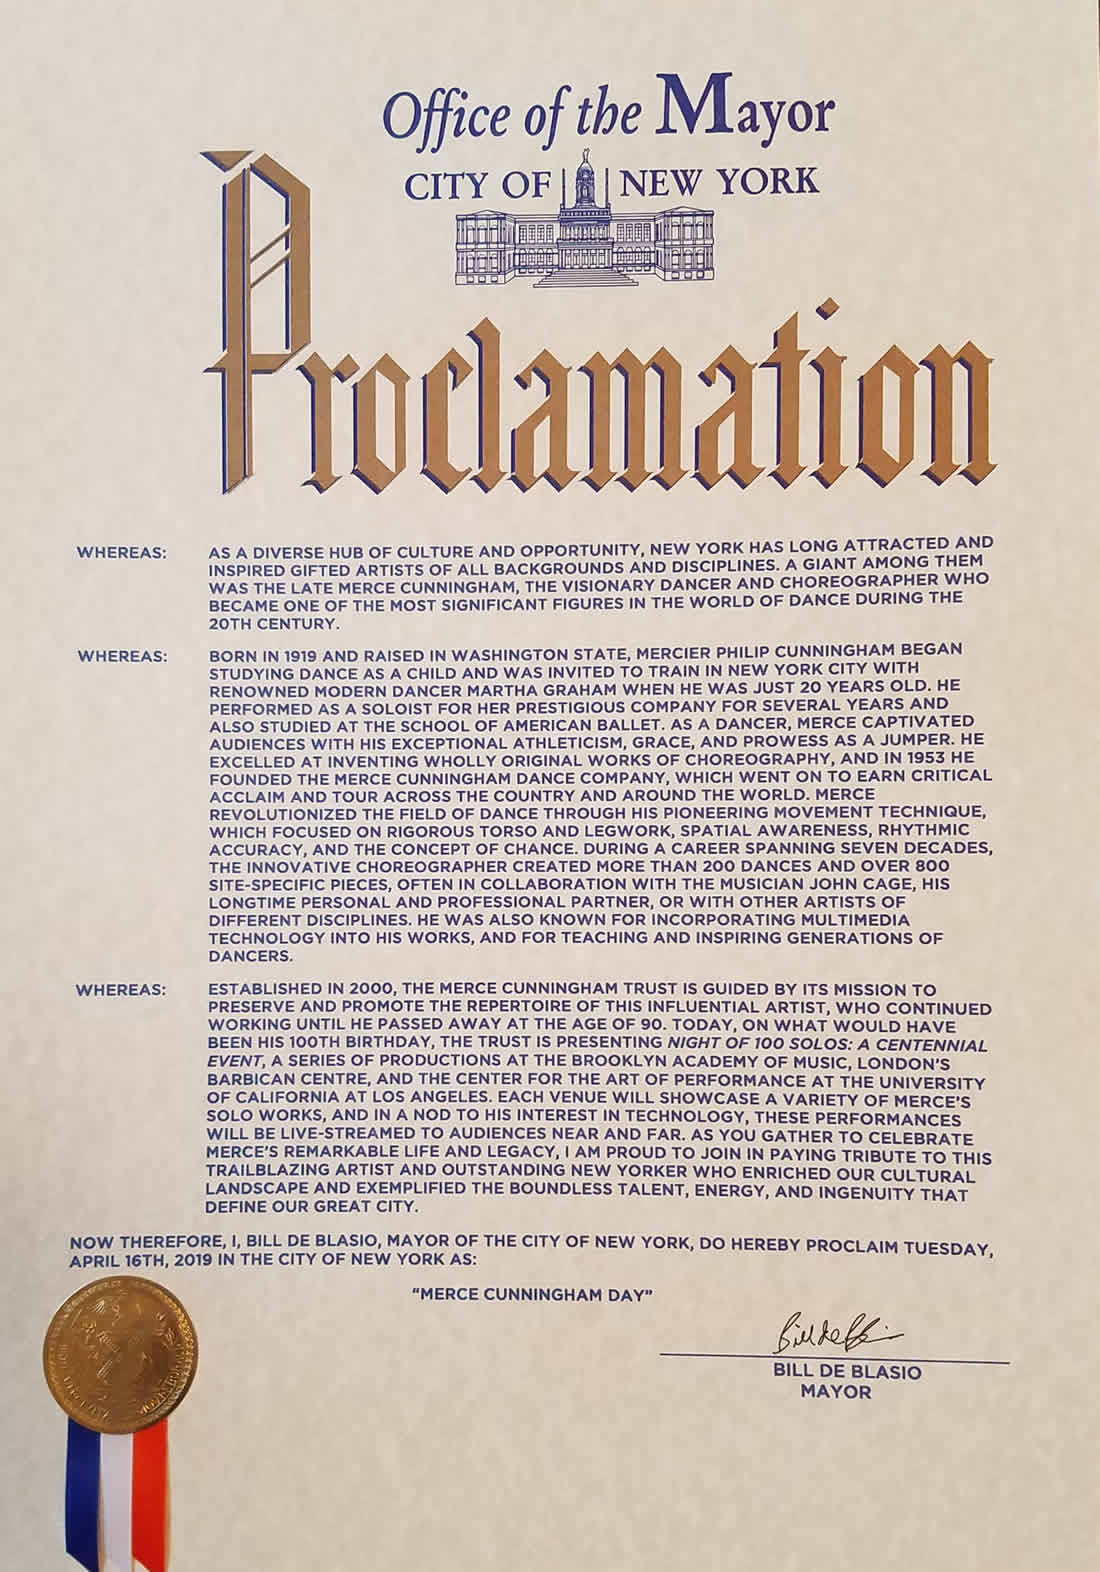 Office of the Mayor
CITY OF NEW YORK
Proclamation
WHEREAS: AS A DIVERSE HUB OF CULTURE AND OPPORTUNITY, NEW YORK HAS LONG ATTRACTED AND
INSPIRED GIFTED ARTISTS OF ALL BACKGROUNDS AND DISCIPLINES. A GIANT AMONG THEM
WAS THE LATE MERCE CUNNINGHAM, THE VISIONARY DANCER AND CHOREOGRAPHER WHO
BECAME ONE OF THE MOST SIGNIFICANT FIGURES IN THE WORLD OF DANCE DURING THE
20TH CENTURY.
WHEREAS: BORN IN 1919 AND RAISED IN WASHINGTON STATE, MERCIER PHILIP CUNNINGHAM BEGAN
STUDYING DANCE AS A CHILD AND WAS INVITED TO TRAIN IN NEW YORK CITY WITH
RENOWNED MODERN DANCER MARTHA GRAHAM WHEN HE WAS JUST 20 YEARS OLD. HE
PERFORMED AS A SOLOIST FOR HER PRESTIGIOUS COMPANY FOR SEVERAL YEARS AND
ALSO STUDIED AT THE SCHOOL OF AMERICAN BALLET. AS A DANCER, MERCE CAPTIVATED
AUDIENCES WITH HIS EXCEPTIONAL ATHLETICISM, GRACE, AND PROWESS AS A JUMPER. HE
EXCELLED AT INVENTING WHOLLY ORIGINAL WORKS OF CHOREOGRAPHY, AND IN 1953 HE
FOUNDED THE MERCE CUNNINGHAM DANCE COMPANY, WHICH WENT ON TO EARN CRITICAL
ACCLAIM AND TOUR ACROSS THE COUNTRY AND AROUND THE WORLD. MERCE
REVOLUTIONIZED THE FIELD OF DANCE THROUGH HIS PIONEERING MOVEMENT TECHNIQUE,
WHICH FOCUSED ON RIGOROUS TORSO AND LEGWORK, SPATIAL AWARENESS, RHYTHMIC
ACCURACY, AND THE CONCEPT OF CHANCE. DURING A CAREER SPANNING SEVEN DECADES,
THE INNOVATIVE CHOREOGRAPHER CREATED MORE THAN 200 DANCES AND OVER 800
SITE-SPECIFIC PIECES, OFTEN IN COLLABORATION WITH THE MUSICIAN JOHN CAGE, HIS
LONGTIME PERSONAL AND PROFESSIONAL PARTNER, OR WITH OTHER ARTISTS OF
DIFFERENT DISCIPLINES. HE WAS ALSO KNOWN FOR INCORPORATING MULTIMEDIA
TECHNOLOGY INTO HIS WORKS, AND FOR TEACHING AND INSPIRING GENERATIONS OF
DANCERS.
WHEREAS: ESTABLISHED IN 2000, THE MERCE CUNNINGHAM TRUST IS GUIDED BY ITS MISSION TO
PRESERVE AND PROMOTE THE REPERTOIRE OF THIS INFLUENTIAL ARTIST, WHO CONTINUED
WORKING UNTIL HE PASSED AWAY AT THE AGE OF 90. TODAY, ON WHAT WOULD HAVE
BEEN HIS 100TH BIRTHDAY, THE TRUST IS PRESENTING NIGHT OF 100 SOLOS: A CENTENNIAL
EVENT, A SERIES OF PRODUCTIONS AT THE BROOKLYN ACADEMY OF MUSIC, LONDON'S
BARBICAN CENTRE, AND THE CENTER FOR THE ART OF PERFORMANCE AT THE UNIVERSITY
OF CALIFORNIA AT LOS ANGELES. EACH VENUE WILL SHOWCASE A VARIETY OF MERCE'S
SOLO WORKS, AND IN A NOD TO HIS INTEREST IN TECHNOLOGY, THESE PERFORMANCES
WILL BE LIVE-STREAMED TO AUDIENCES NEAR AND FAR. AS YOU GATHER TO CELEBRATE
MERCE'S REMARKABLE LIFE AND LEGACY, I AM PROUD TO JOIN IN PAYING TRIBUTE TO THIS
TRAILBLAZING ARTIST AND OUTSTANDING NEW YORKER WHO ENRICHED OUR CULTURAL
LANDSCAPE AND EXEMPLIFIED THE BOUNDLESS TALENT, ENERGY, AND INGENUITY THAT
DEFINE OUR GREAT CITY.
NOW THEREFORE, I, BILL DE BLASIO, MAYOR OF THE CITY OF NEW YORK, DO HEREBY PROCLAIM TUESDAY,
APRIL 16TH, 2019 IN THE CITY OF NEW YORK AS:
"MERCE CUNNINGHAM DAY"
BILL DE BLASIO
MAYOR